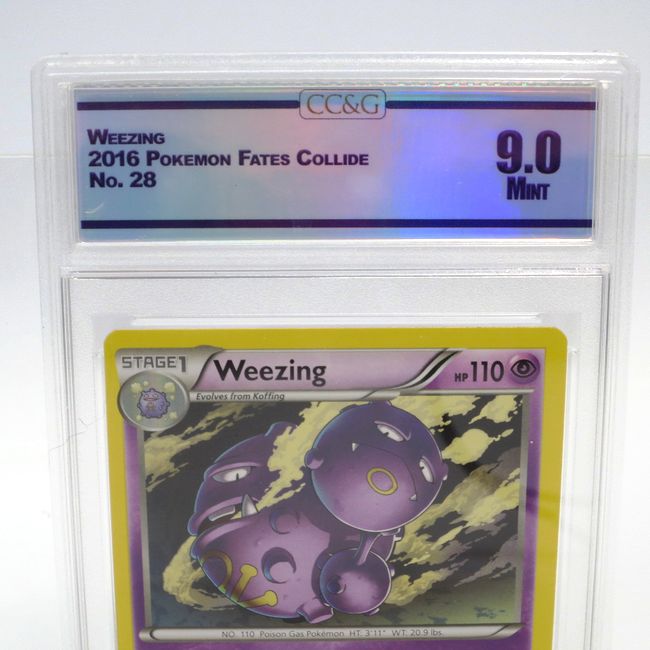 CC&G
WEEZING
2016 POKEMON FATES COLLIDE
No. 28
9.0
MINT
STAGE1
Weezing
HP110
Evolves from Koffing
NO. 110 Poison Gas Pokémon HT. 3'11" WT. 20.9 lbs.